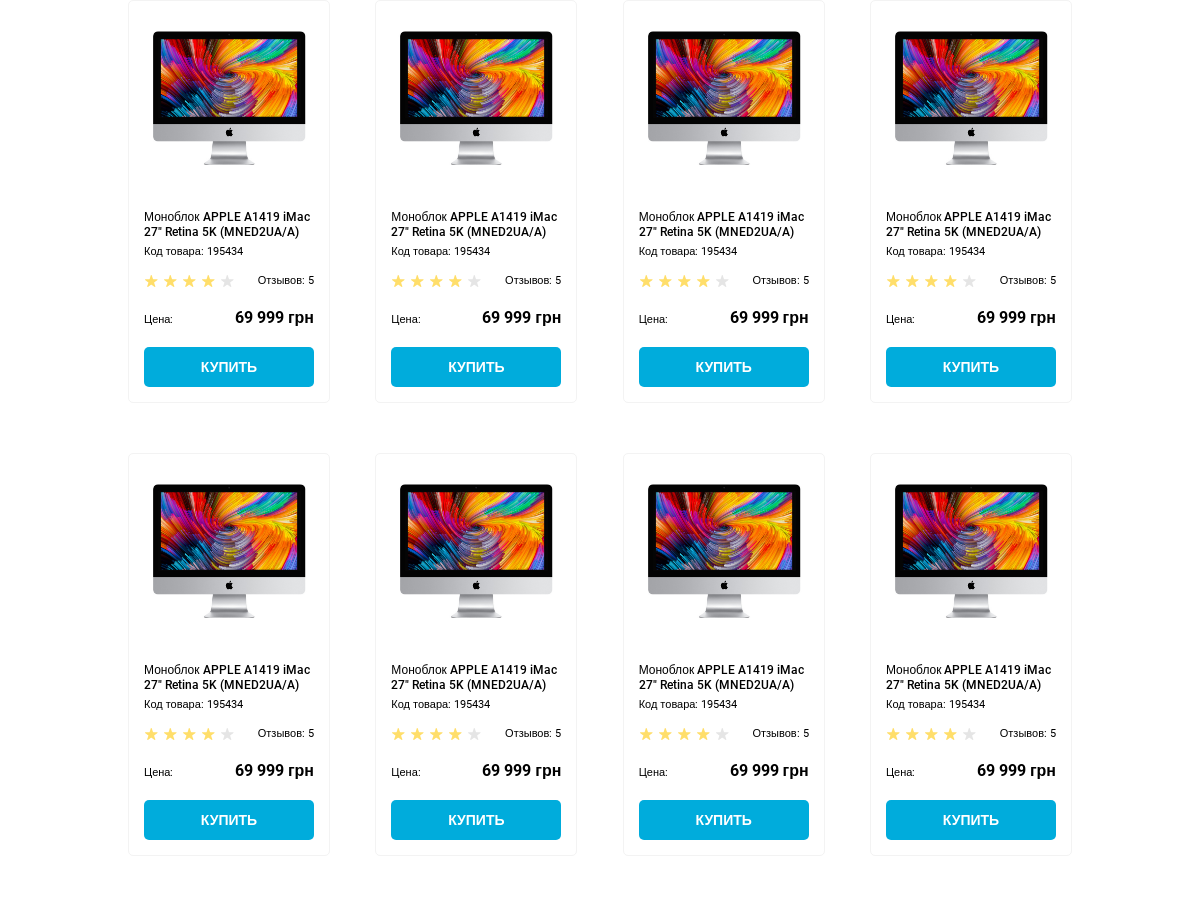 Моноблок APPLE A1419 iMac
27" Retina 5K (MNED2UA/A)
Код товара: 195434
Отзывов: 5
Цена: 69 999 грн
КУПИТЬ
Моноблок APPLE A1419 iMac
27" Retina 5K (MNED2UA/A)
Код товара: 195434
Отзывов: 5
Цена: 69 999 грн
КУПИТЬ
Моноблок APPLE A1419 iMac
27" Retina 5K (MNED2UA/A)
Код товара: 195434
Отзывов: 5
Цена: 69 999 грн
КУПИТЬ
Моноблок APPLE A1419 iMac
27" Retina 5K (MNED2UA/A)
Код товара: 195434
Отзывов: 5
Цена: 69 999 грн
КУПИТЬ
Моноблок APPLE A1419 iMac
27" Retina 5K (MNED2UA/A)
Код товара: 195434
Отзывов: 5
Цена: 69 999 грн
КУПИТЬ
Моноблок APPLE A1419 iMac
27" Retina 5K (MNED2UA/A)
Код товара: 195434
Отзывов: 5
Цена: 69 999 грн
КУПИТЬ
Моноблок APPLE A1419 iMac
27" Retina 5K (MNED2UA/A)
Код товара: 195434
Отзывов: 5
Цена: 69 999 грн
КУПИТЬ
Моноблок APPLE A1419 iMac
27" Retina 5K (MNED2UA/A)
Код товара: 195434
Отзывов: 5
Цена: 69 999 грн
КУПИТЬ